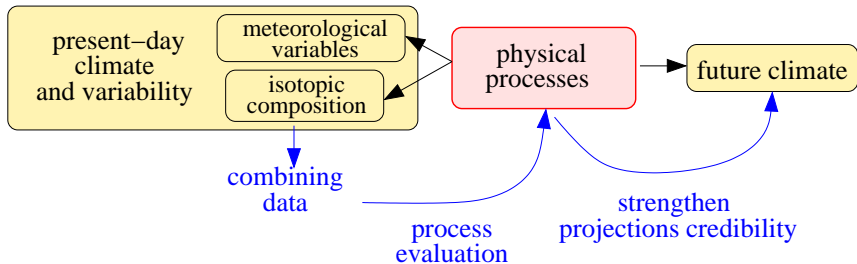 present−day
climate
and variability
meteorological
variables
isotopic
composition
physical
processes
future climate
combining
data
process
evaluation
strengthen
projections credibility